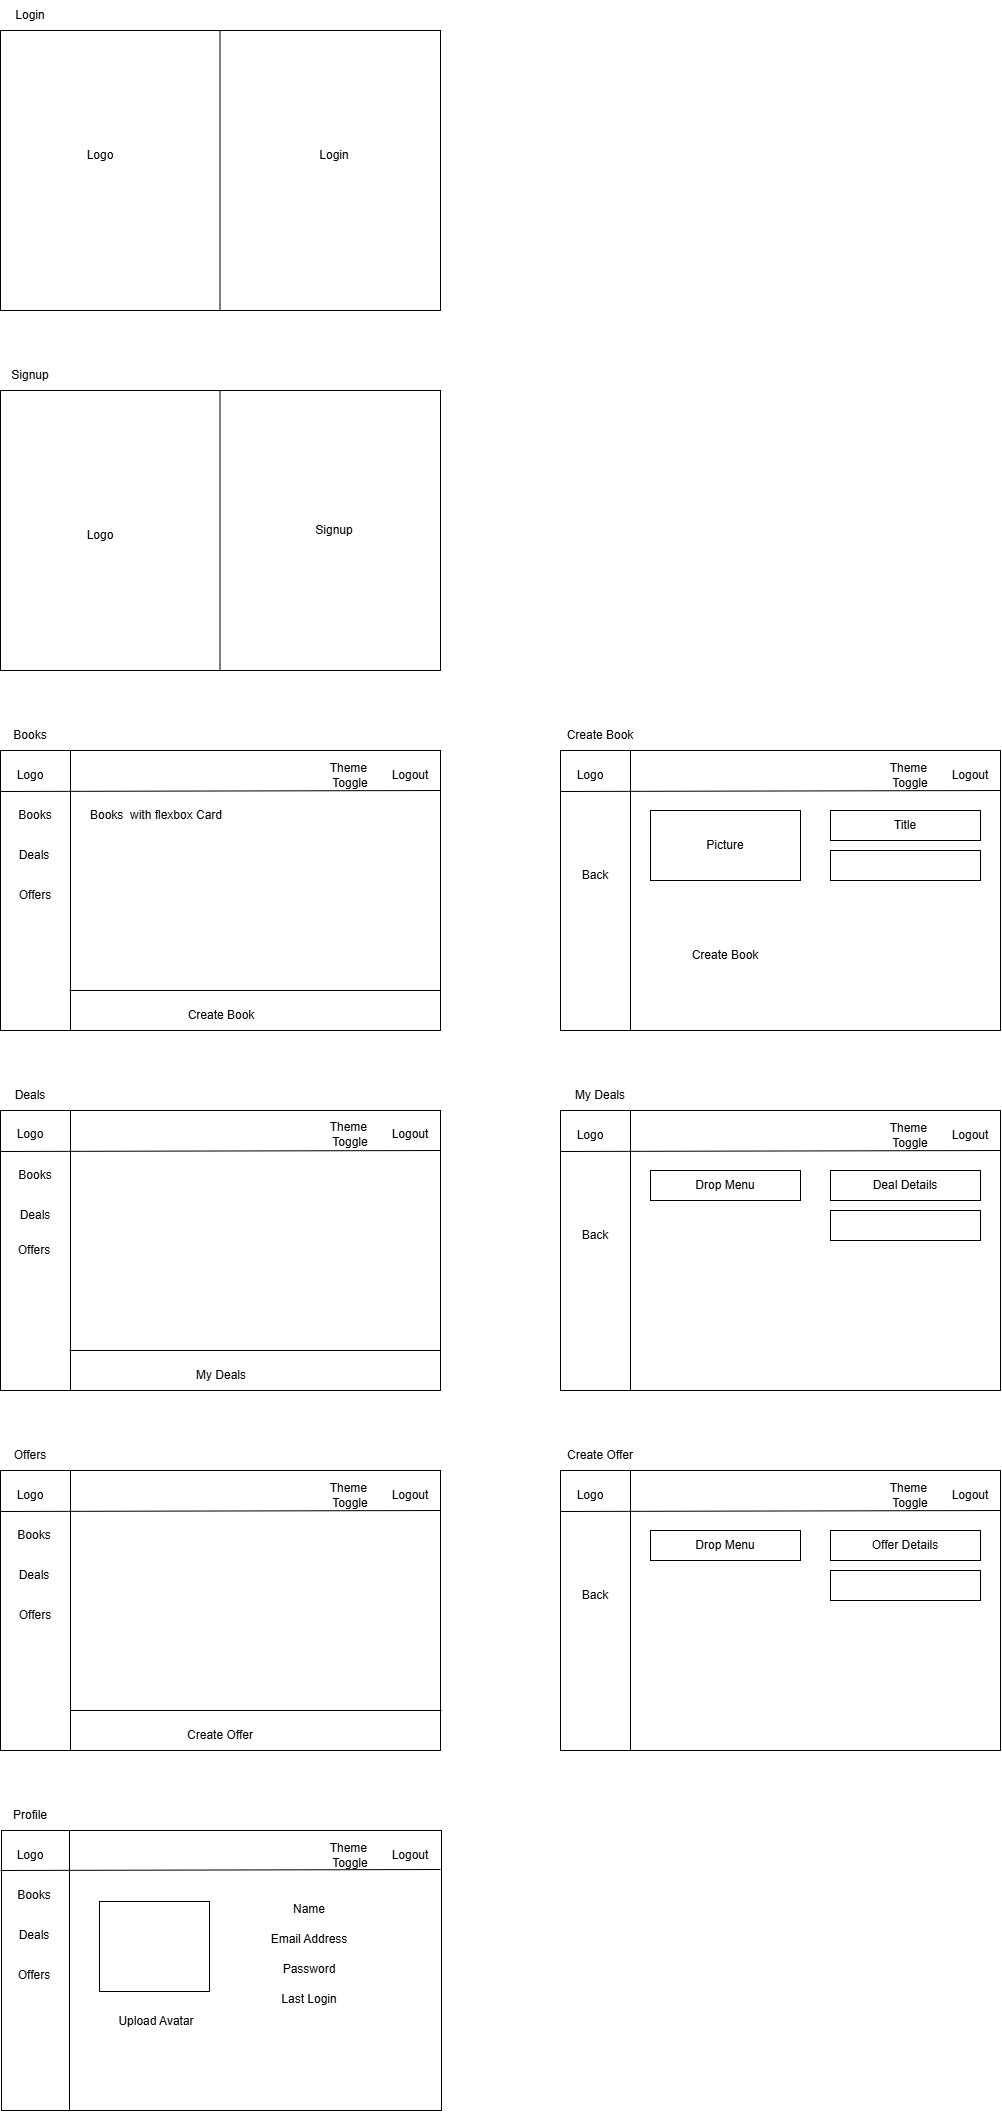 Login
Logo
Login
Signup
Logo
Signup
Books
Logo
Theme
Toggle
Logout
Books
Books  with flexbox Card
Deals
Offers
Create Book
Create Book
Logo
Theme
Toggle
Logout
Back
Picture
Title
Create Book
Deals
Logo
Theme
Toggle
Logout
Books
Deals
Offers
My Deals
My Deals
Logo
Theme
Toggle
Logout
Back
Drop Menu
Deal Details
Offers
Logo
Theme
Toggle
Logout
Books
Deals
Offers
Create Offer
Create Offer
Logo
Theme
Toggle
Logout
Back
Drop Menu
Offer Details
Profile
Logo
Theme
Toggle
Logout
Books
Deals
Offers
Upload Avatar
Name
Email Address
Password
Last Login